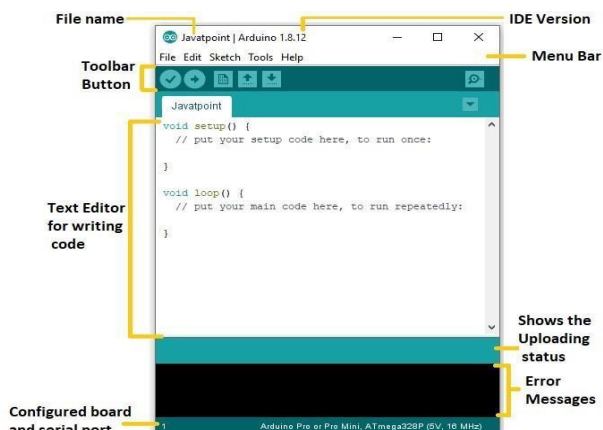 File name
IDE Version
Javatpoint | Arduino 1.8.12
File Edit Sketch Tools Help
Menu Bar
Toolbar
Button
Javatpoint
void setup() {
// put your setup code here, to run once:
}
void loop() {
// put your main code here, to run repeatedly:
}
Text Editor
for writing
code
Shows the
Uploading
status
Error
Messages
Configured board
and serial port
1
Arduino Pro or Pro Mini, ATmega328P (5V, 16 MHz)